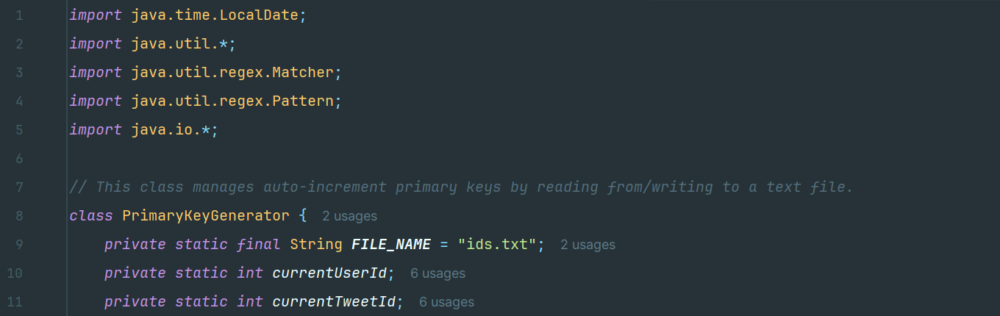 1 import java.time.LocalDate;
2 import java.util.*;
3 import java.util.regex.Matcher;
4 import java.util.regex.Pattern;
5 import java.io.*;
6
7 // This class manages auto-increment primary keys by reading from/writing to a text file.
8 class PrimaryKeyGenerator { 2 usages
9 private static final String FILE_NAME = "ids.txt"; 2 usages
10 private static int currentUserId; 6 usages
11 private static int currentTweetId; 6 usages